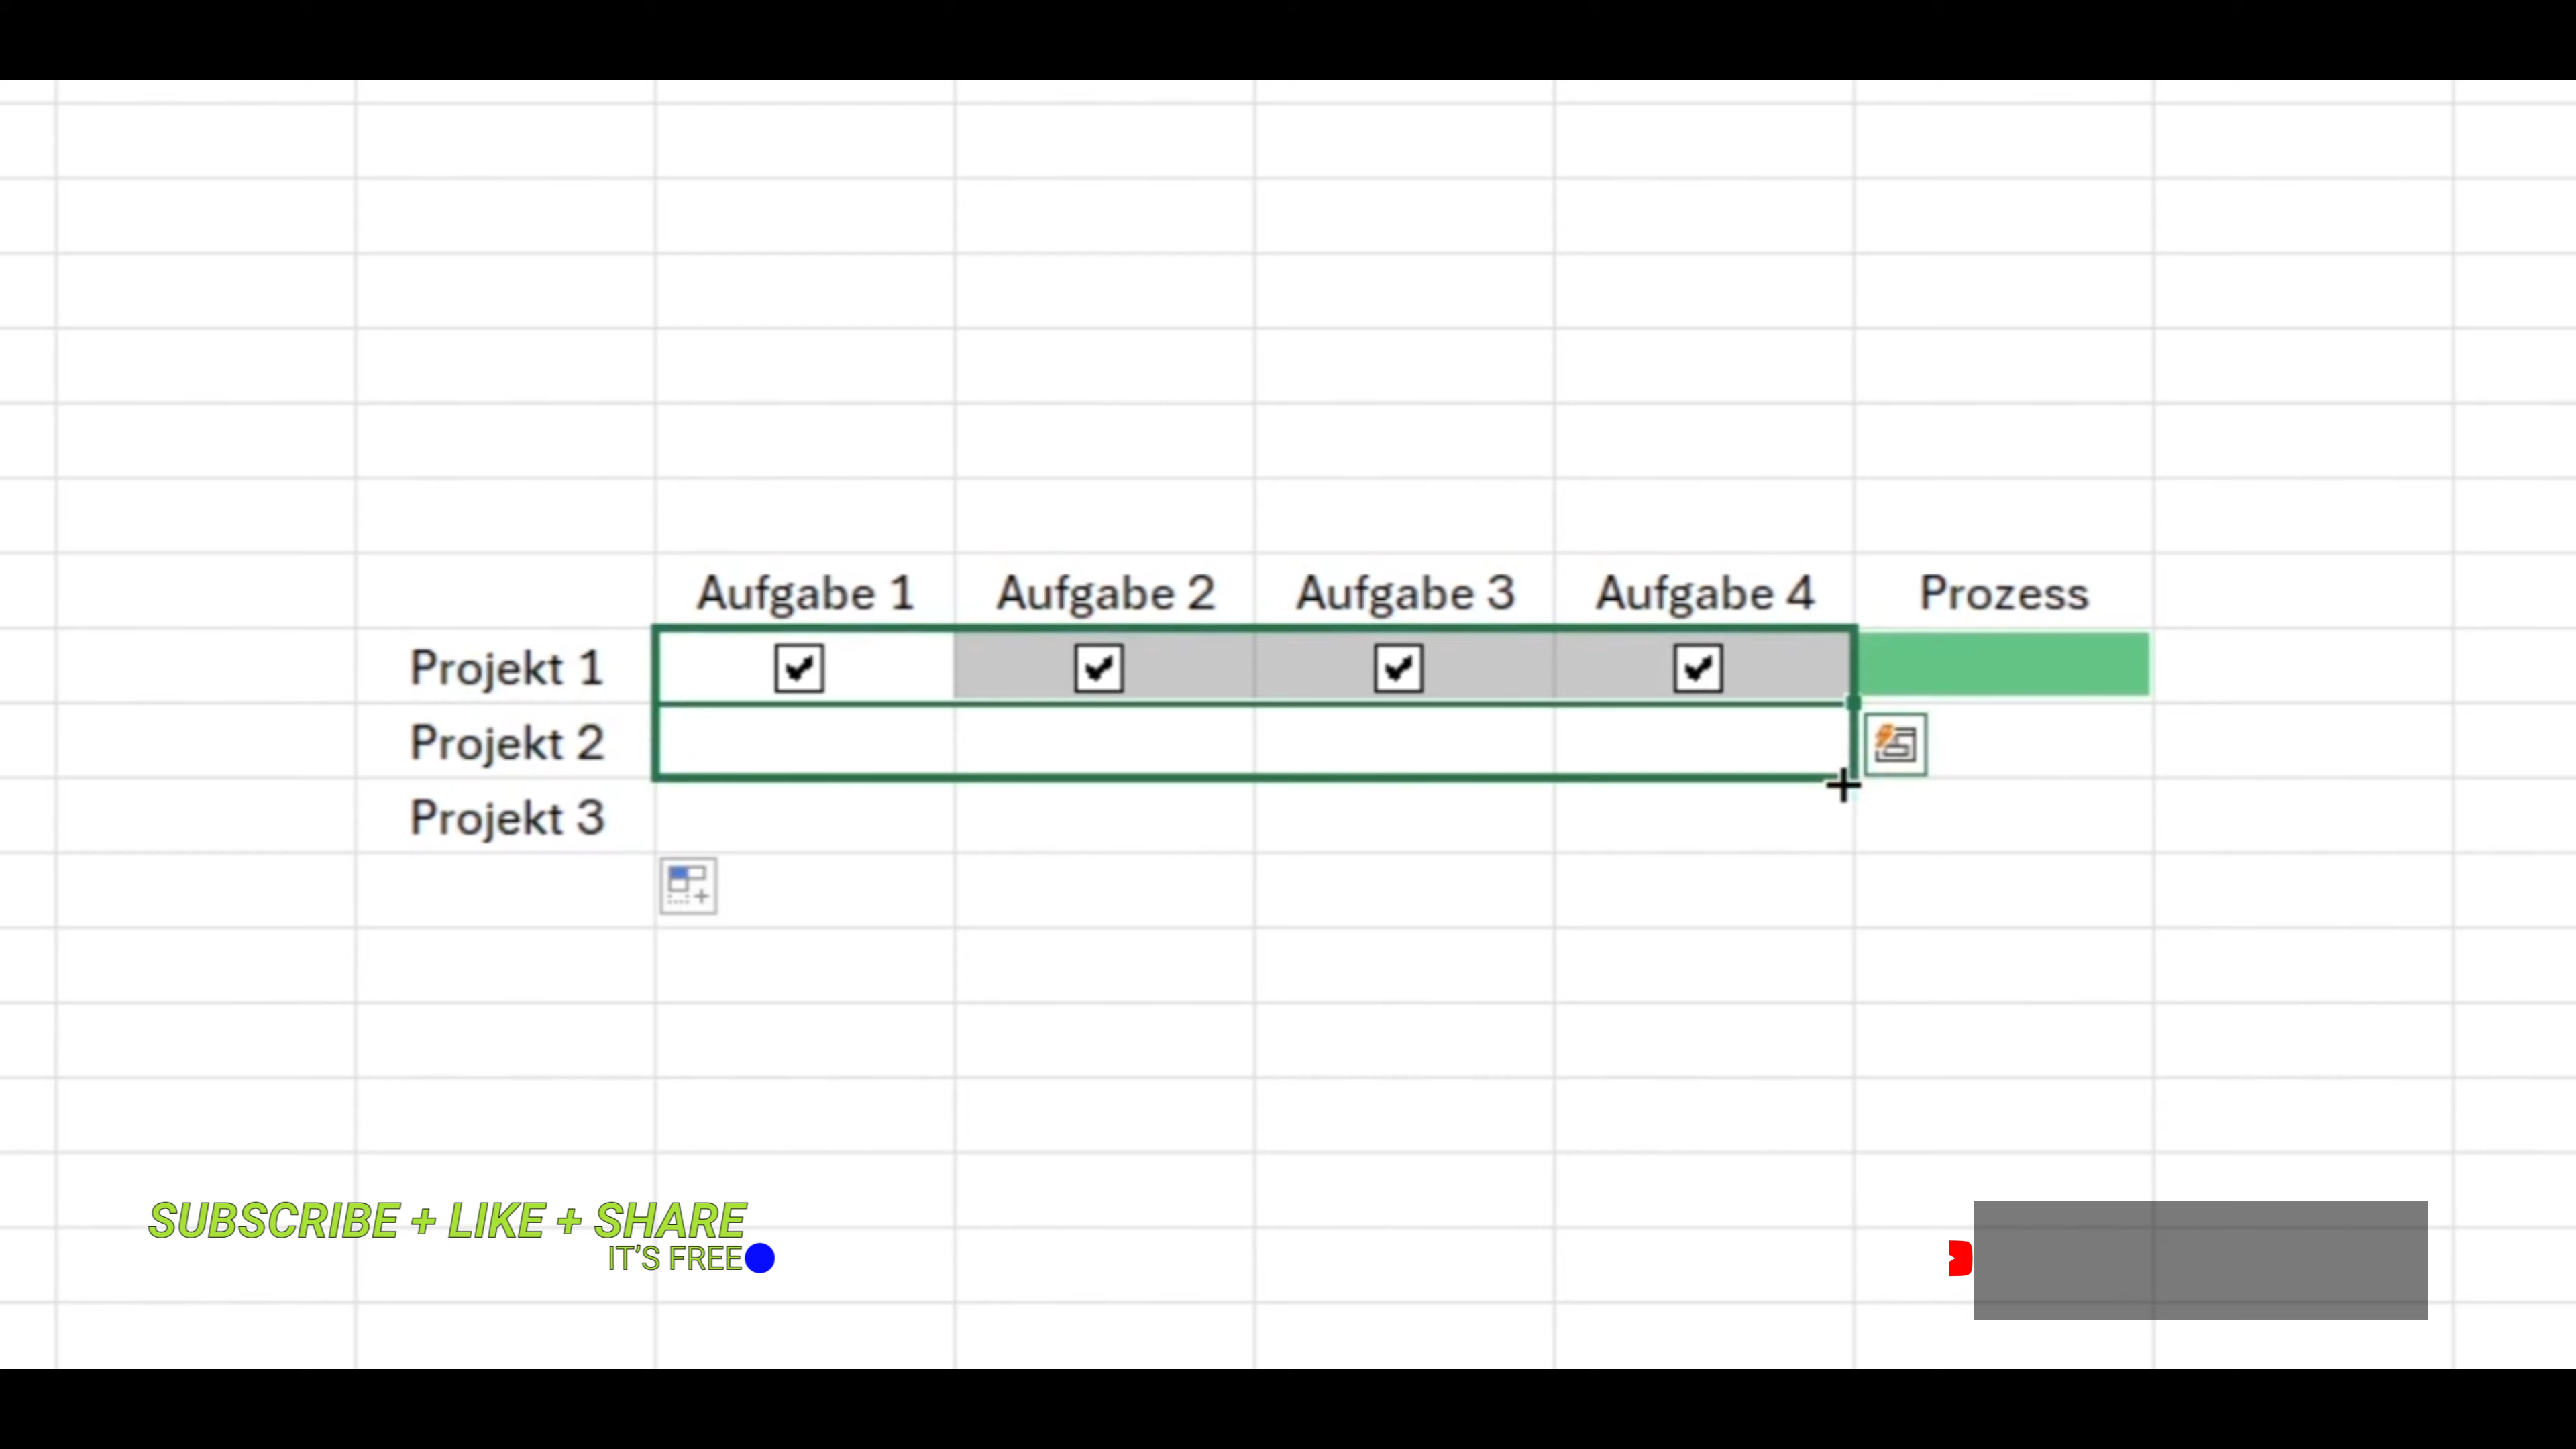 Aufgabe 1 Aufgabe 2 Aufgabe 3 Aufgabe 4 Prozess
Projekt 1
Projekt 2
Projekt 3
SUBSCRIBE + LIKE + SHARE
IT'S FREE